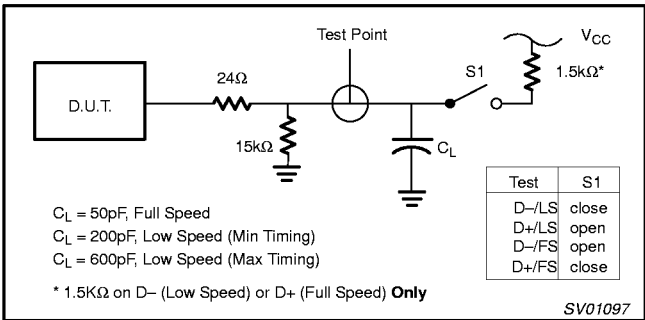 Test Point
V_CC
24Ω
S1
1.5kΩ*
D.U.T.
15kΩ
C_L
Test S1
D–/LS close
D+/LS open
D–/FS open
D+/FS close
C_L = 50pF, Full Speed
C_L = 200pF, Low Speed (Min Timing)
C_L = 600pF, Low Speed (Max Timing)
* 1.5KΩ on D– (Low Speed) or D+ (Full Speed) Only
SV01097